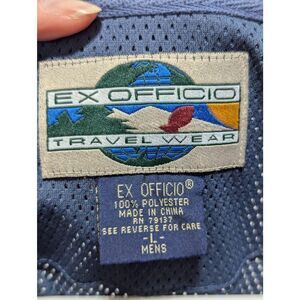 EX OFFICIO
TRAVEL WEAR
EX OFFICIO®
100% POLYESTER
MADE IN CHINA
RN 79137
SEE REVERSE FOR CARE
-L-
MENS